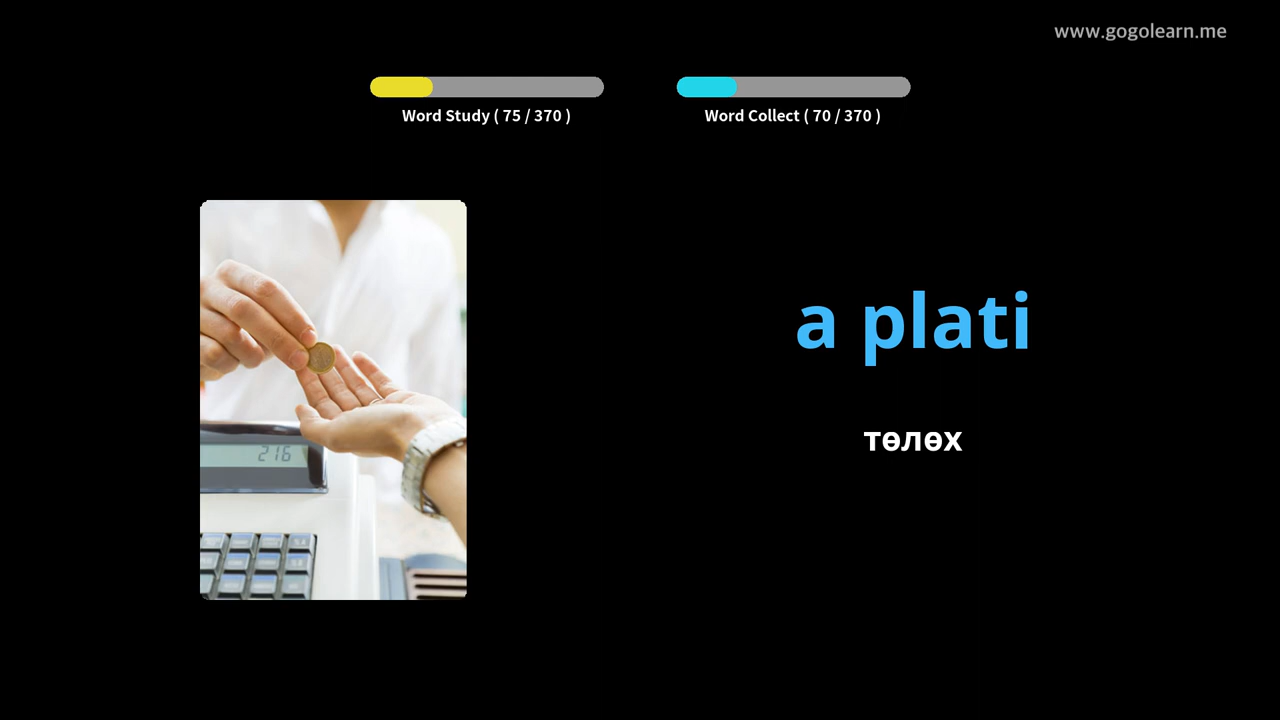 www.gogolearn.me
Word Study ( 75 / 370 )
Word Collect ( 70 / 370 )
216
a plati
төлөх